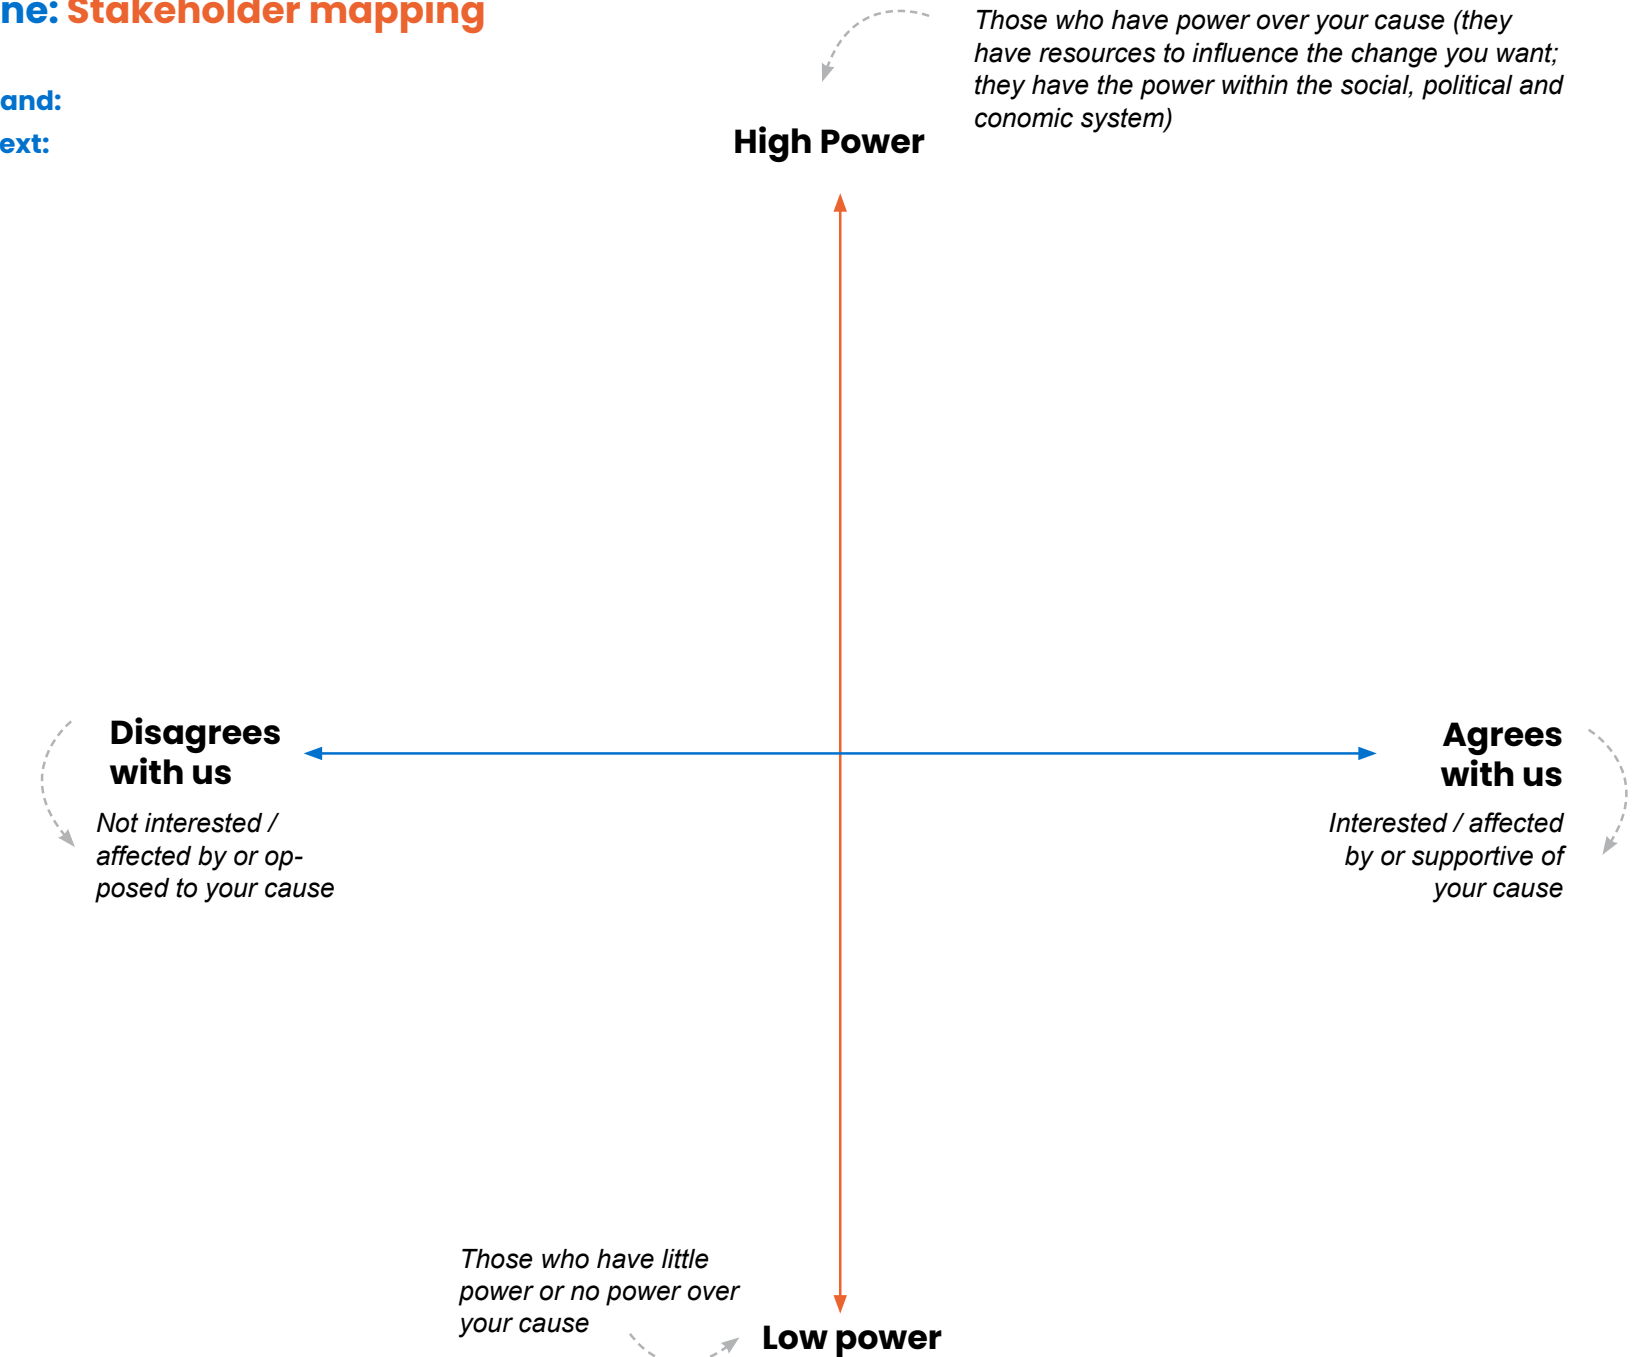 ne: Stakeholder mapping
and:
ext:
Those who have power over your cause (they
have resources to influence the change you want;
they have the power within the social, political and
conomic system)
High Power
Disagrees
with us
Not interested /
affected by or op-
posed to your cause
Agrees
with us
Interested / affected
by or supportive of
your cause
Those who have little
power or no power over
your cause
Low power